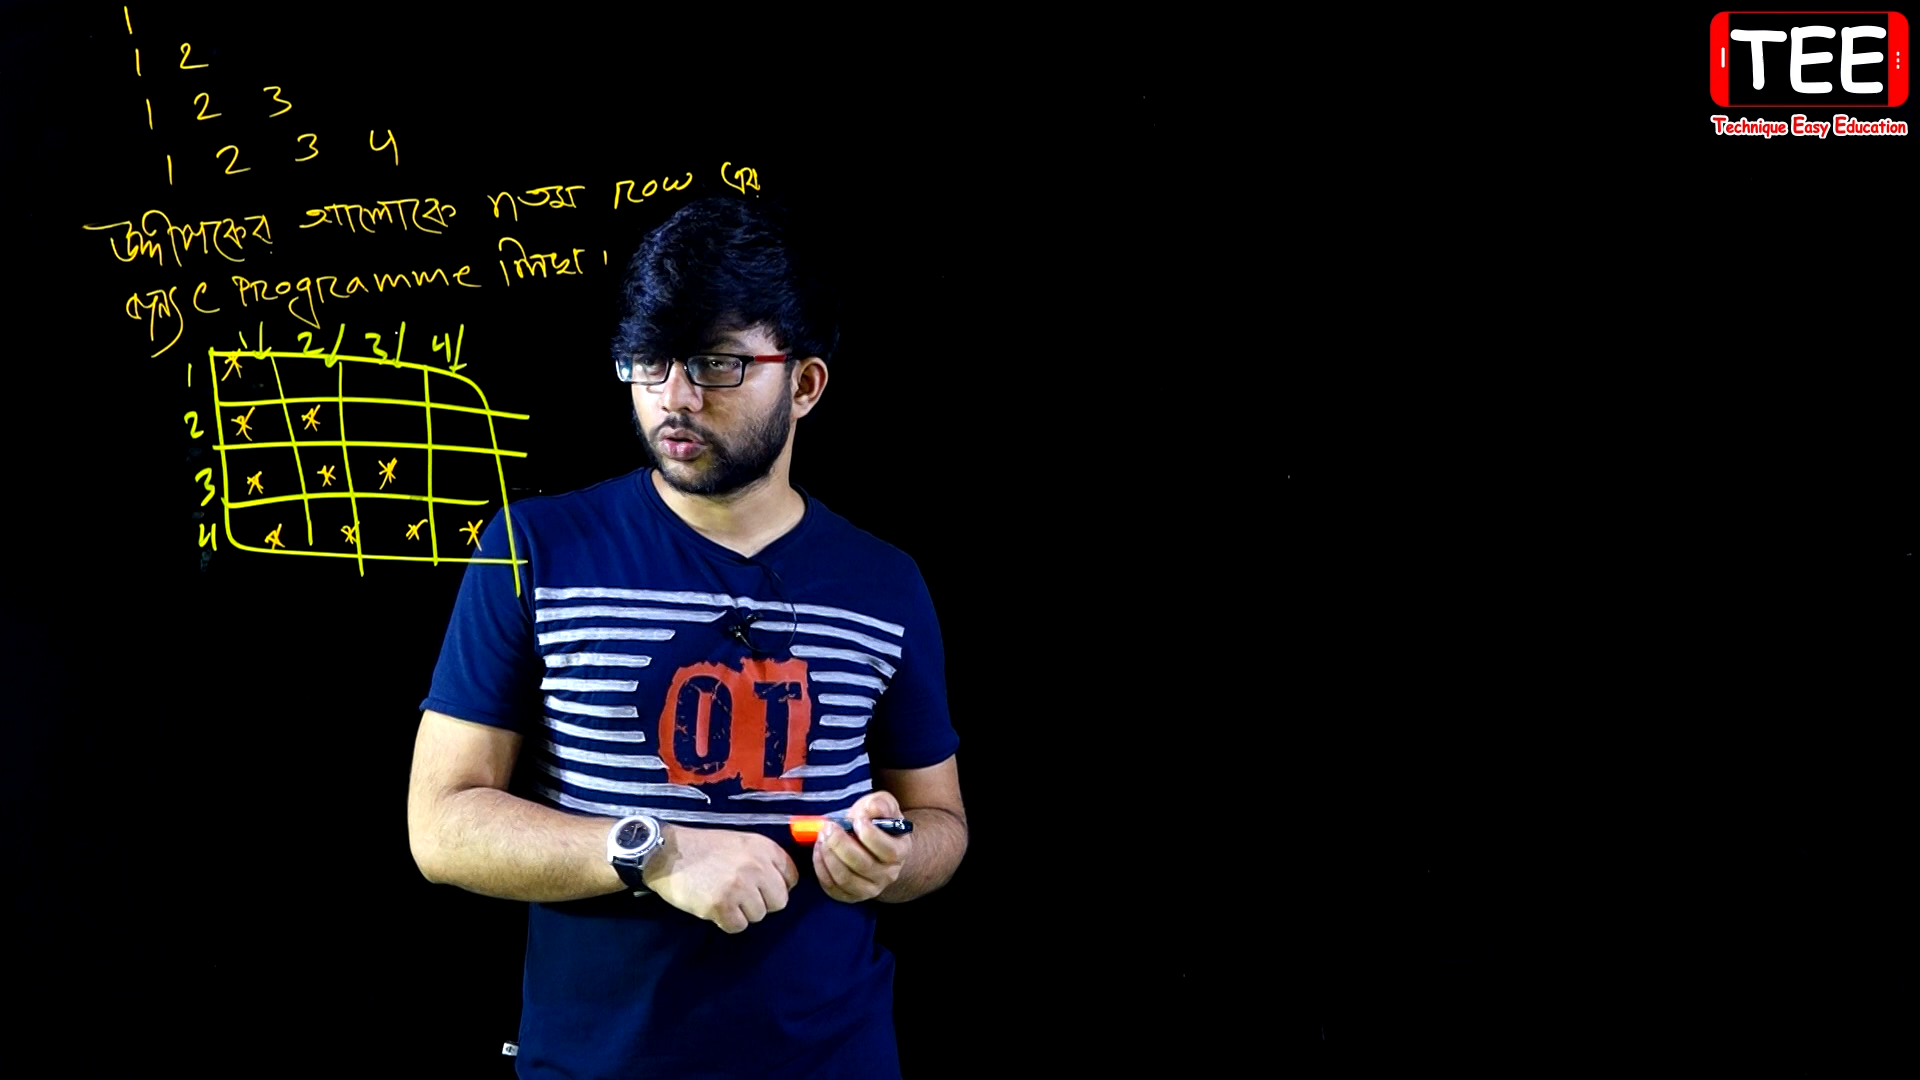 1
1 2
1 2 3
1 2 3 4
উদ্দীপকের আলোকে nতম row এর
জন্য C Programme লিখো।
1 2 3 4
1 *
2 * *
3 * * *
4 * * * *
OT
TEE
Technique Easy Education